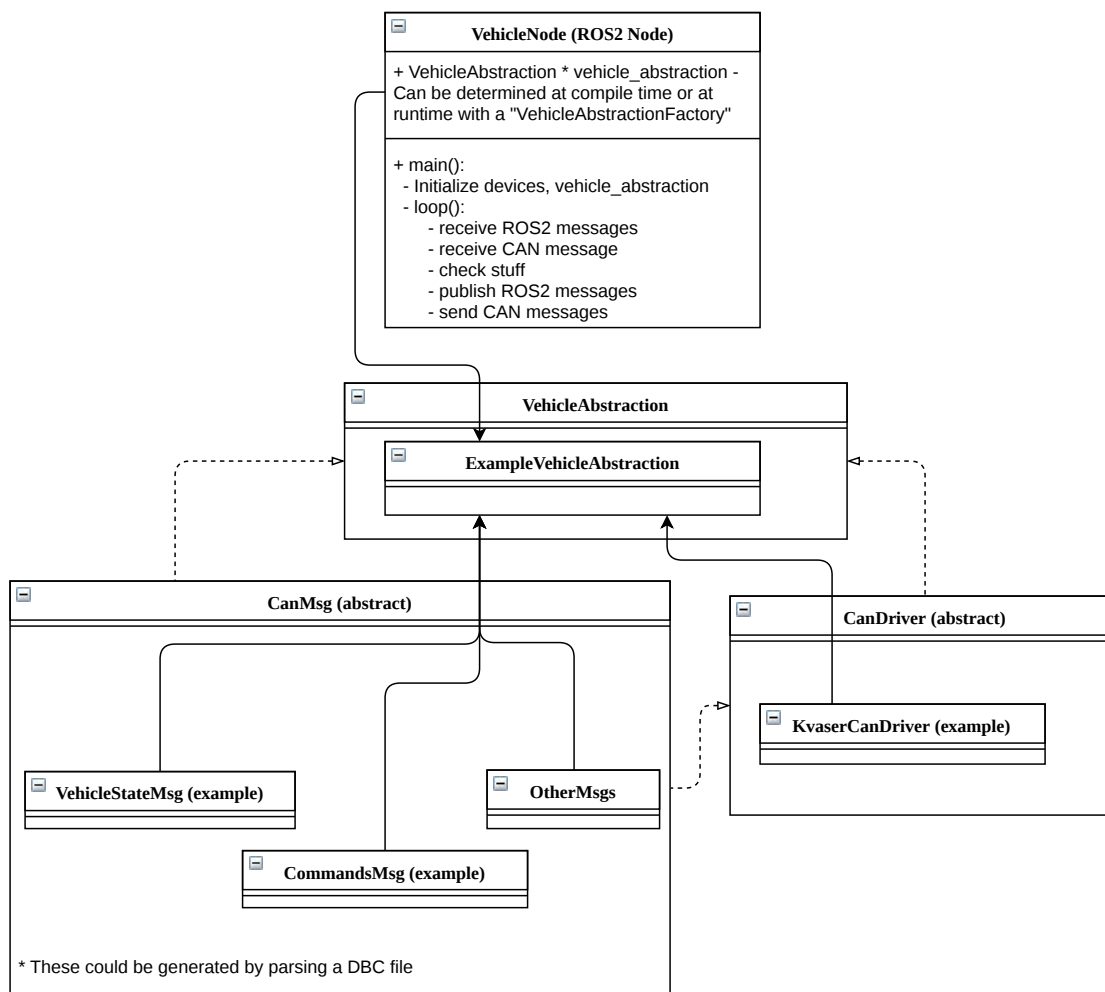 VehicleNode (ROS2 Node)
+ VehicleAbstraction * vehicle_abstraction -
Can be determined at compile time or at
runtime with a "VehicleAbstractionFactory"
+ main():
- Initialize devices, vehicle_abstraction
- loop():
- receive ROS2 messages
- receive CAN message
- check stuff
- publish ROS2 messages
- send CAN messages
VehicleAbstraction
ExampleVehicleAbstraction
CanMsg (abstract)
CanDriver (abstract)
KvaserCanDriver (example)
VehicleStateMsg (example)
OtherMsgs
CommandsMsg (example)
* These could be generated by parsing a DBC file